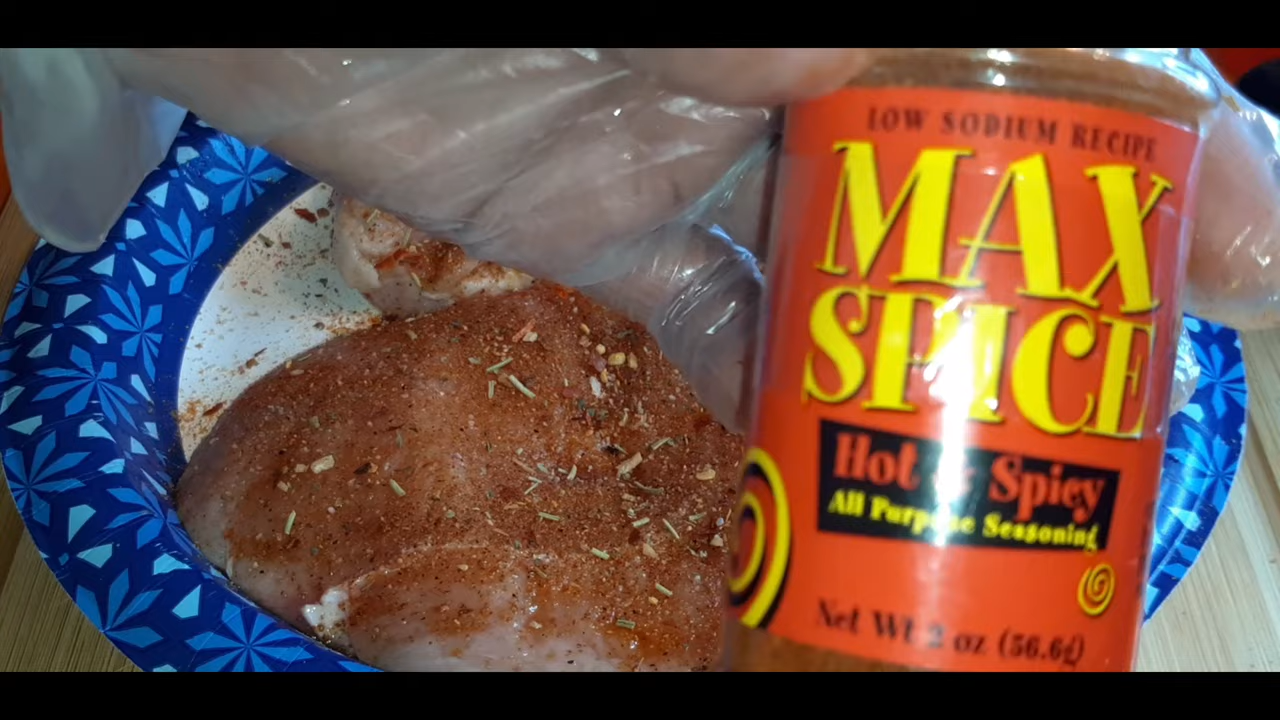 LOW SODIUM RECIPE
MAX
SPICE
Hot & Spicy
All Purpose Seasoning
Net Wt 2 oz (56.6g)